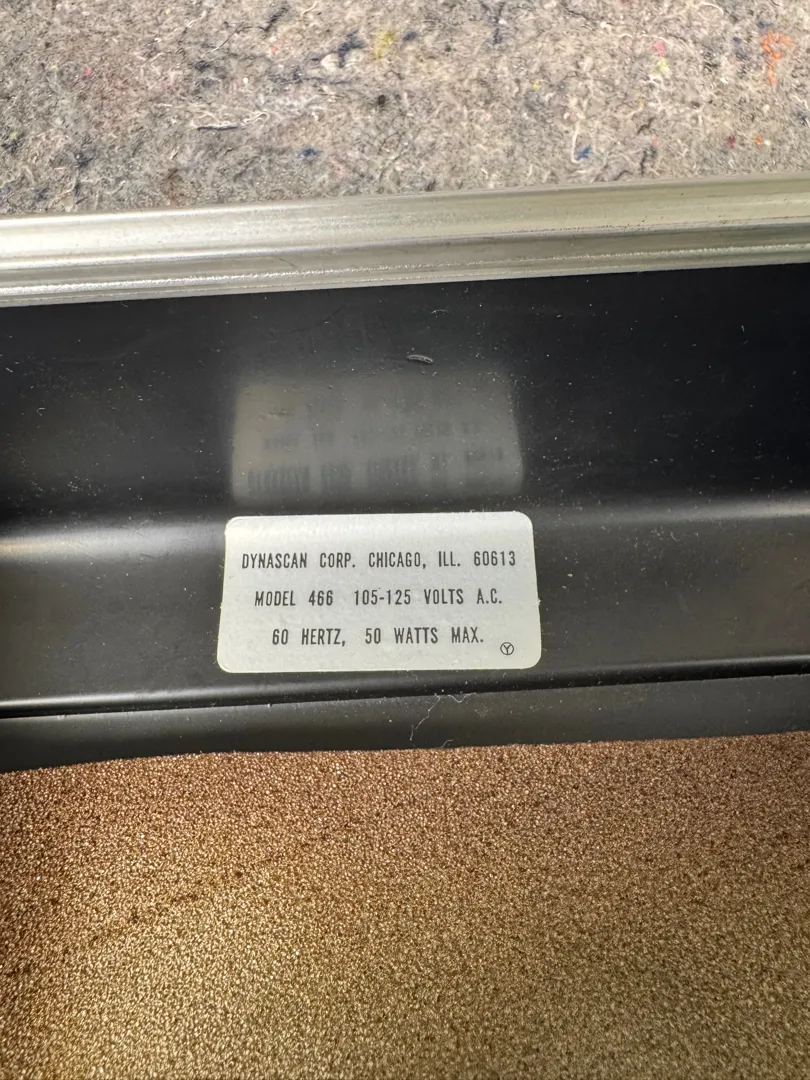 DYNASCAN CORP. CHICAGO, ILL. 60613
MODEL 466 105-125 VOLTS A.C.
60 HERTZ, 50 WATTS MAX.
Y